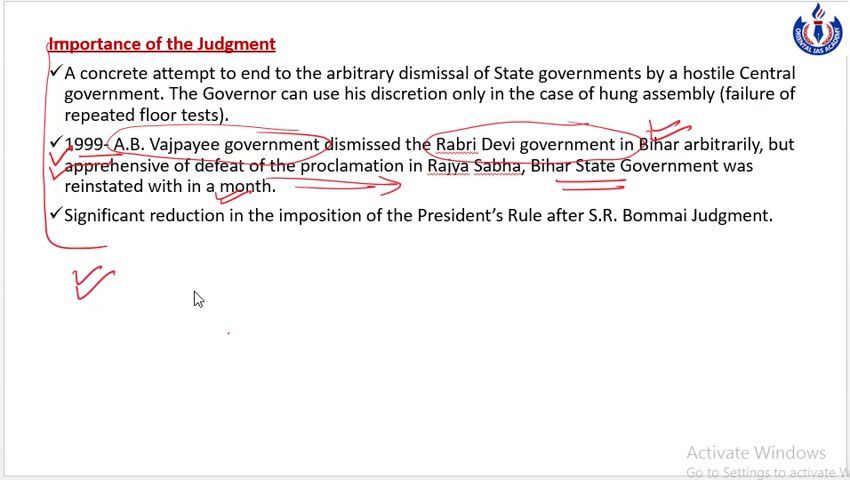 Importance of the Judgment
✓A concrete attempt to end to the arbitrary dismissal of State governments by a hostile Central
government. The Governor can use his discretion only in the case of hung assembly (failure of
repeated floor tests).
✓1999- A.B. Vajpayee government dismissed the Rabri Devi government in Bihar arbitrarily, but
apprehensive of defeat of the proclamation in Rajya Sabha, Bihar State Government was
reinstated with in a month.
✓Significant reduction in the imposition of the President's Rule after S.R. Bommai Judgment.
ORIENTAL IAS ACADEMY
Activate Windows
Go to Settings to activate W